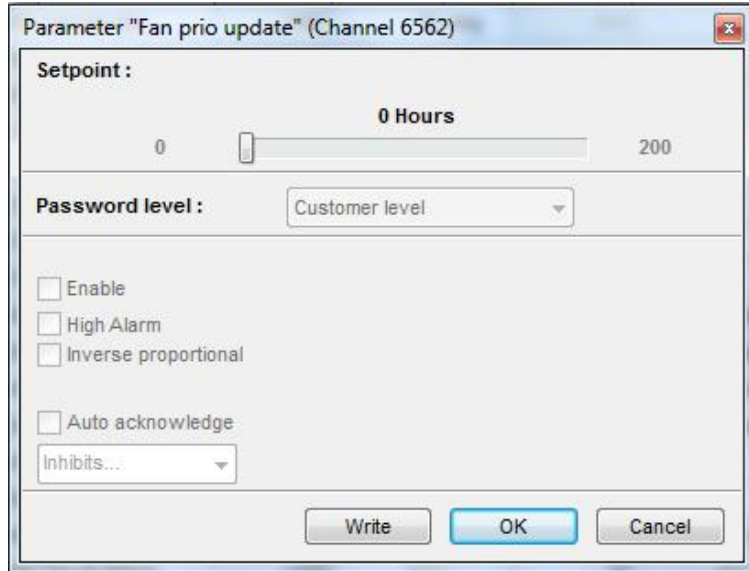 Parameter "Fan prio update" (Channel 6562)
Setpoint :
0 Hours
0 200
Password level : Customer level
Enable
High Alarm
Inverse proportional
Auto acknowledge
Inhibits...
Write OK Cancel